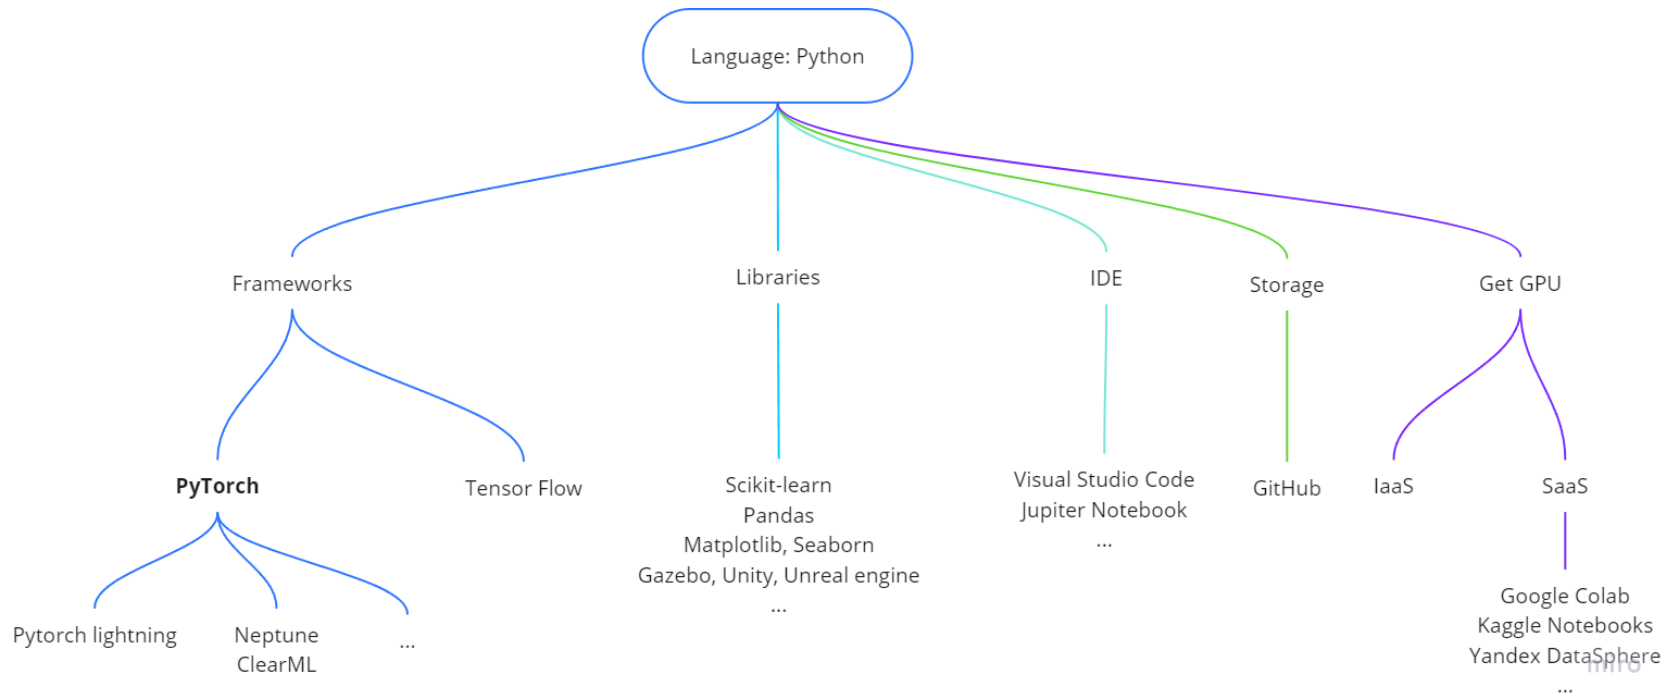 Language: Python
Frameworks
Libraries
IDE
Storage
Get GPU
PyTorch
Tensor Flow
Scikit-learn
Pandas
Matplotlib, Seaborn
Gazebo, Unity, Unreal engine
...
Visual Studio Code
Jupiter Notebook
...
GitHub
IaaS
SaaS
Pytorch lightning
Neptune
ClearML
...
Google Colab
Kaggle Notebooks
Yandex DataSphere
...
miro